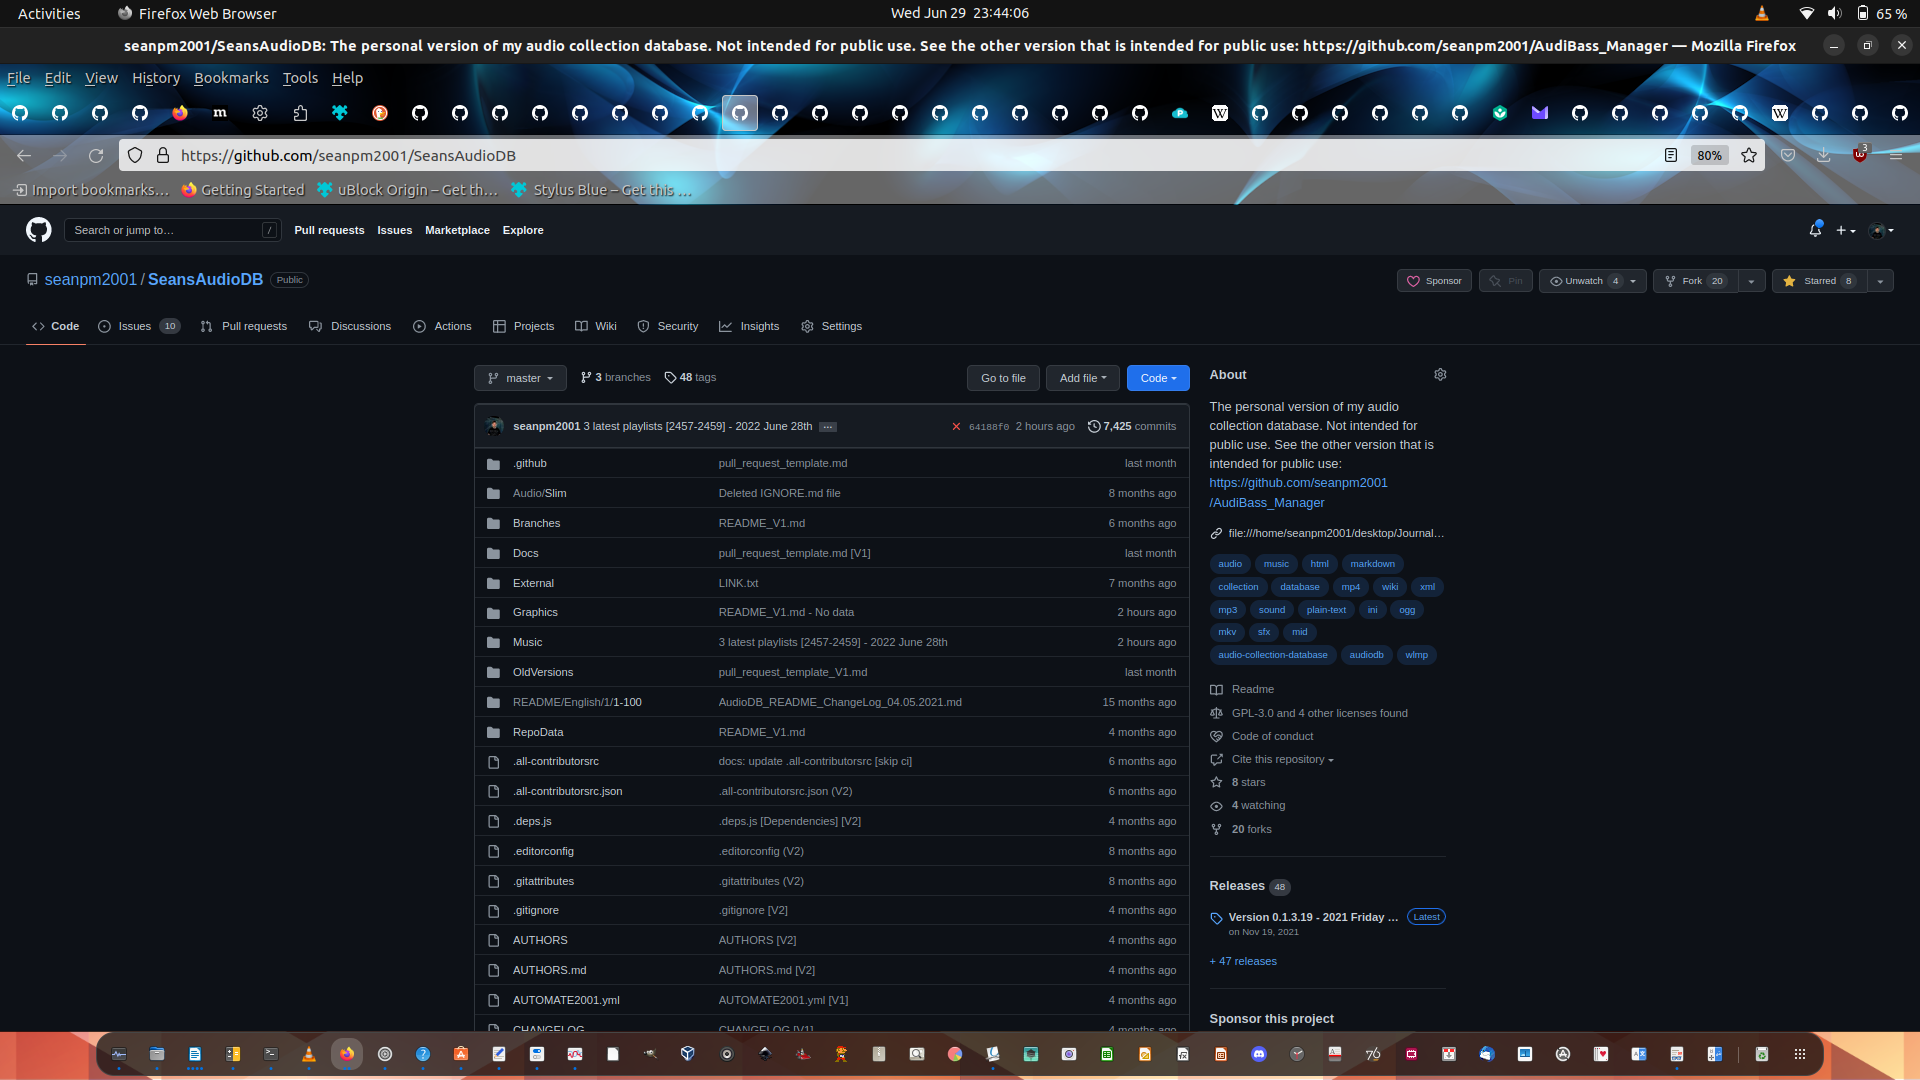 Activities
Firefox Web Browser
Wed Jun 29 23:44:06
65 %
seanpm2001/SeansAudioDB: The personal version of my audio collection database. Not intended for public use. See the other version that is intended for public use: https://github.com/seanpm2001/AudiBass_Manager — Mozilla Firefox
File Edit View History Bookmarks Tools Help
https://github.com/seanpm2001/SeansAudioDB
80%
3
Import bookmarks…
Getting Started
uBlock Origin – Get th…
Stylus Blue – Get this …
Search or jump to…
/
Pull requests Issues Marketplace Explore
seanpm2001 / SeansAudioDB
Public
Sponsor
Pin
Unwatch 4
Fork 20
Starred 8
Code
Issues 10
Pull requests
Discussions
Actions
Projects
Wiki
Security
Insights
Settings
master
3 branches
48 tags
Go to file
Add file
Code
seanpm2001 3 latest playlists [2457-2459] - 2022 June 28th ...
64188f0 2 hours ago
7,425 commits
.github pull_request_template.md last month
Audio/Slim Deleted IGNORE.md file 8 months ago
Branches README_V1.md 6 months ago
Docs pull_request_template.md [V1] last month
External LINK.txt 7 months ago
Graphics README_V1.md - No data 2 hours ago
Music 3 latest playlists [2457-2459] - 2022 June 28th 2 hours ago
OldVersions pull_request_template_V1.md last month
README/English/1/1-100 AudioDB_README_ChangeLog_04.05.2021.md 15 months ago
RepoData README_V1.md 4 months ago
.all-contributorsrc docs: update .all-contributorsrc [skip ci] 6 months ago
.all-contributorsrc.json .all-contributorsrc.json (V2) 6 months ago
.deps.js .deps.js [Dependencies] [V2] 4 months ago
.editorconfig .editorconfig (V2) 8 months ago
.gitattributes .gitattributes (V2) 8 months ago
.gitignore .gitignore [V2] 4 months ago
AUTHORS AUTHORS [V2] 4 months ago
AUTHORS.md AUTHORS.md [V2] 4 months ago
AUTOMATE2001.yml AUTOMATE2001.yml [V1] 4 months ago
CHANGELOG CHANGELOG [V1] 4 months ago
About
The personal version of my audio
collection database. Not intended for
public use. See the other version that is
intended for public use:
https://github.com/seanpm2001
/AudiBass_Manager
file:///home/seanpm2001/desktop/Journal…
audio music html markdown
collection database mp4 wiki xml
mp3 sound plain-text ini ogg
mkv sfx mid
audio-collection-database audiodb wlmp
Readme
GPL-3.0 and 4 other licenses found
Code of conduct
Cite this repository
8 stars
4 watching
20 forks
Releases 48
Version 0.1.3.19 - 2021 Friday … Latest
on Nov 19, 2021
+ 47 releases
Sponsor this project